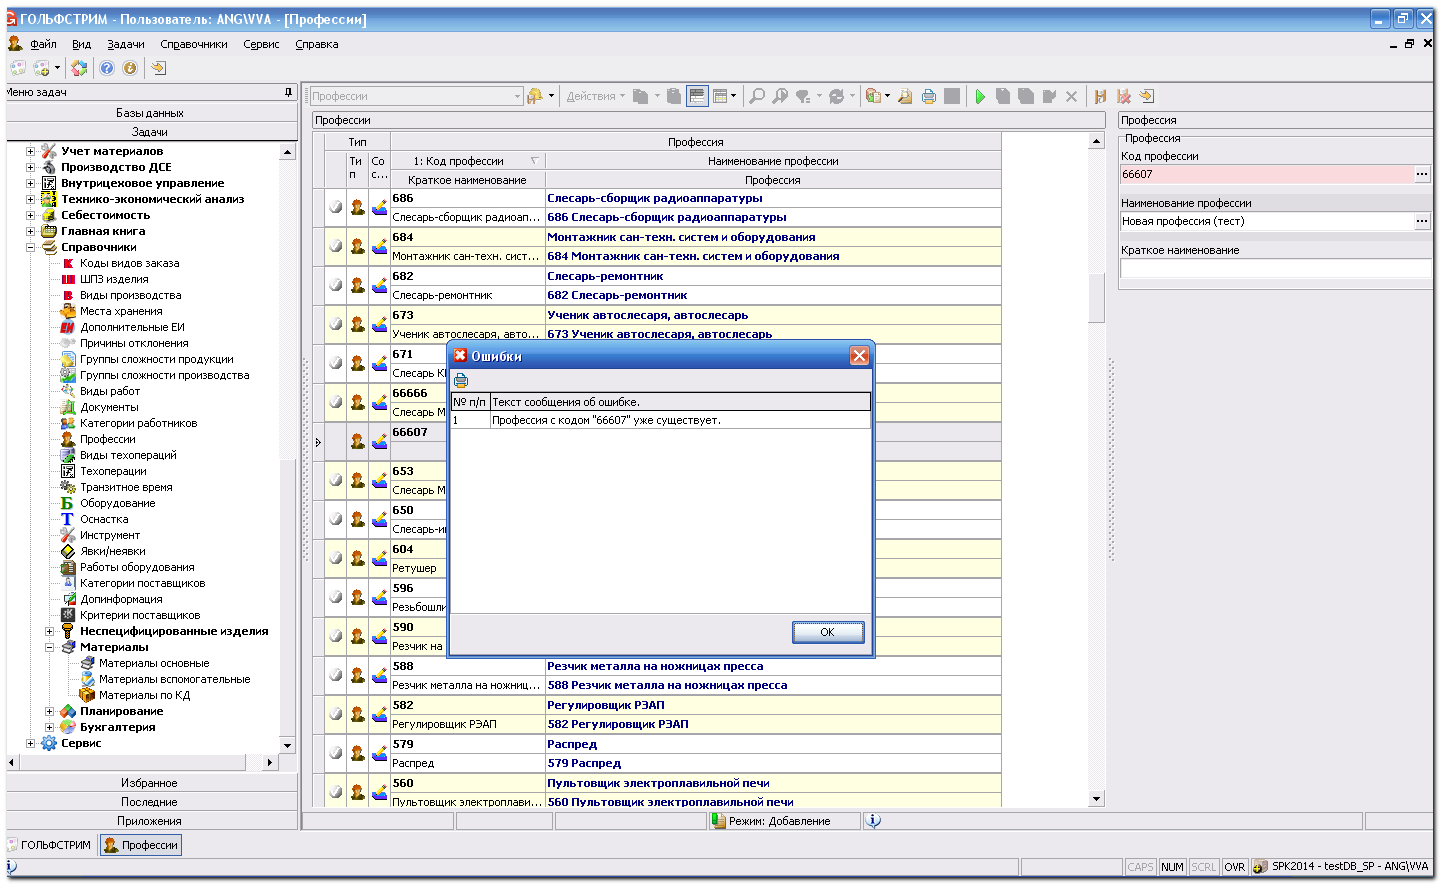 ГОЛЬФСТРИМ - Пользователь: ANG\VVA - [Профессии]
Файл Вид Задачи Справочники Сервис Справка
Меню задач
Базы данных
Задачи
Учет материалов
Производство ДСЕ
Внутрицеховое управление
Технико-экономический анализ
Себестоимость
Главная книга
Справочники
Коды видов заказа
ШПЗ изделия
Виды производства
Места хранения
Дополнительные ЕИ
Причины отклонения
Группы сложности продукции
Группы сложности производства
Виды работ
Документы
Категории работников
Профессии
Виды техопераций
Техоперации
Транзитное время
Оборудование
Оснастка
Инструмент
Явки/неявки
Работы оборудования
Категории поставщиков
Допинформация
Критерии поставщиков
Неспецифицированные изделия
Материалы
Материалы основные
Материалы вспомогательные
Материалы по КД
Планирование
Бухгалтерия
Сервис
Избранное
Последние
Приложения
Профессии Действия
Профессии
Тип Профессия
Ти п Со с... 1: Код профессии Наименование профессии
Краткое наименование Профессия
686 Слесарь-сборщик радиоаппаратуры
Слесарь-сборщик радиоап... 686 Слесарь-сборщик радиоаппаратуры
684 Монтажник сан-техн. систем и оборудования
Монтажник сан-техн. сист... 684 Монтажник сан-техн. систем и оборудования
682 Слесарь-ремонтник
Слесарь-ремонтник 682 Слесарь-ремонтник
673 Ученик автослесаря, автослесарь
Ученик автослесаря, авто... 673 Ученик автослесаря, автослесарь
671
Слесарь
66666
Слесарь М
66607
653
Слесарь М
650
604
Ретушер
596
590
Резчик на
588 Резчик металла на ножницах пресса
Резчик металла на ножниц... 588 Резчик металла на ножницах пресса
582 Регулировщик РЭАП
Регулировщик РЭАП 582 Регулировщик РЭАП
579 Распред
Распред 579 Распред
560 Пультовщик электроплавильной печи
Пультовщик электроплави... 560 Пультовщик электроплавильной печи
Ошибки
№ п/п Текст сообщения об ошибке.
1 Профессия с кодом "66607" уже существует.
OK
Профессия
Профессия
Код профессии
66607
Наименование профессии
Новая профессия (тест)
Краткое наименование
Режим: Добавление
ГОЛЬФСТРИМ Профессии
CAPS NUM SCRL OVR SPK2014 - testDB_SP - ANG\VVA